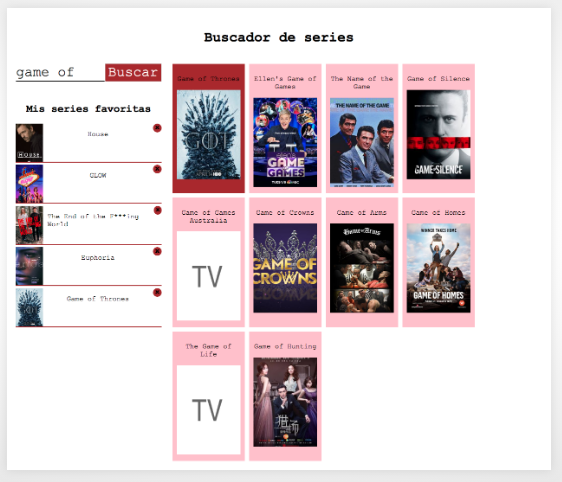 Buscador de series
game of
Buscar
Mis series favoritas
House
HOUSE
GLOW
The End of the F***ing
World
Euphoria
Game of Thrones
Game of Thrones
GOT
Ellen's Game of
Games
GAME
GAMES
The Name of the
Game
THE NAME OF THE GAME
Game of Silence
GAME of SILENCE
Game of Games
Australia
TV
Game of Crowns
GAME OF
CROWNS
Game of Arms
Game of Arms
Game of Homes
WINNER TAKES HOME
GAME OF HOMES
The Game of
Life
TV
Game of Hunting